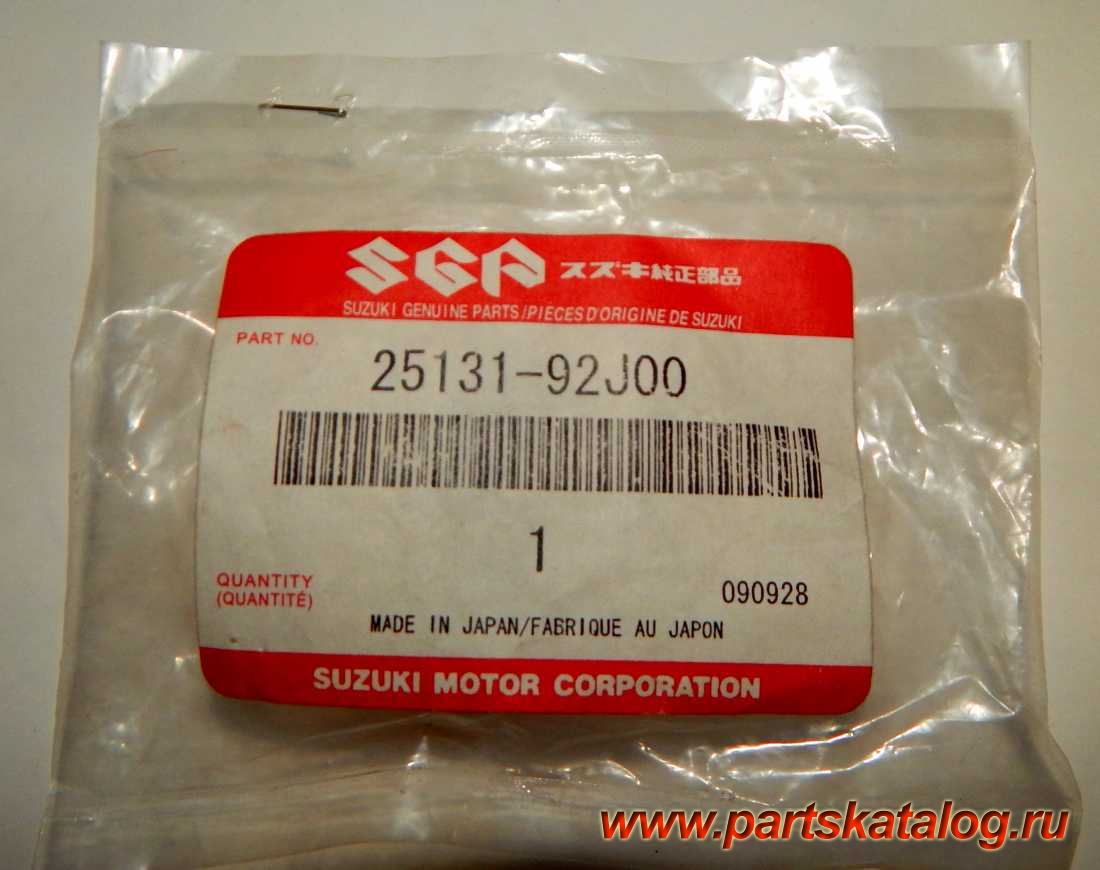 SGP スズキ純正部品
SUZUKI GENUINE PARTS/PIÈCES D'ORIGINE DE SUZUKI
PART NO.
25131-92J00
1
QUANTITY
(QUANTITÉ)
090928
MADE IN JAPAN/FABRIQUE AU JAPON
SUZUKI MOTOR CORPORATION
www.partskatalog.ru